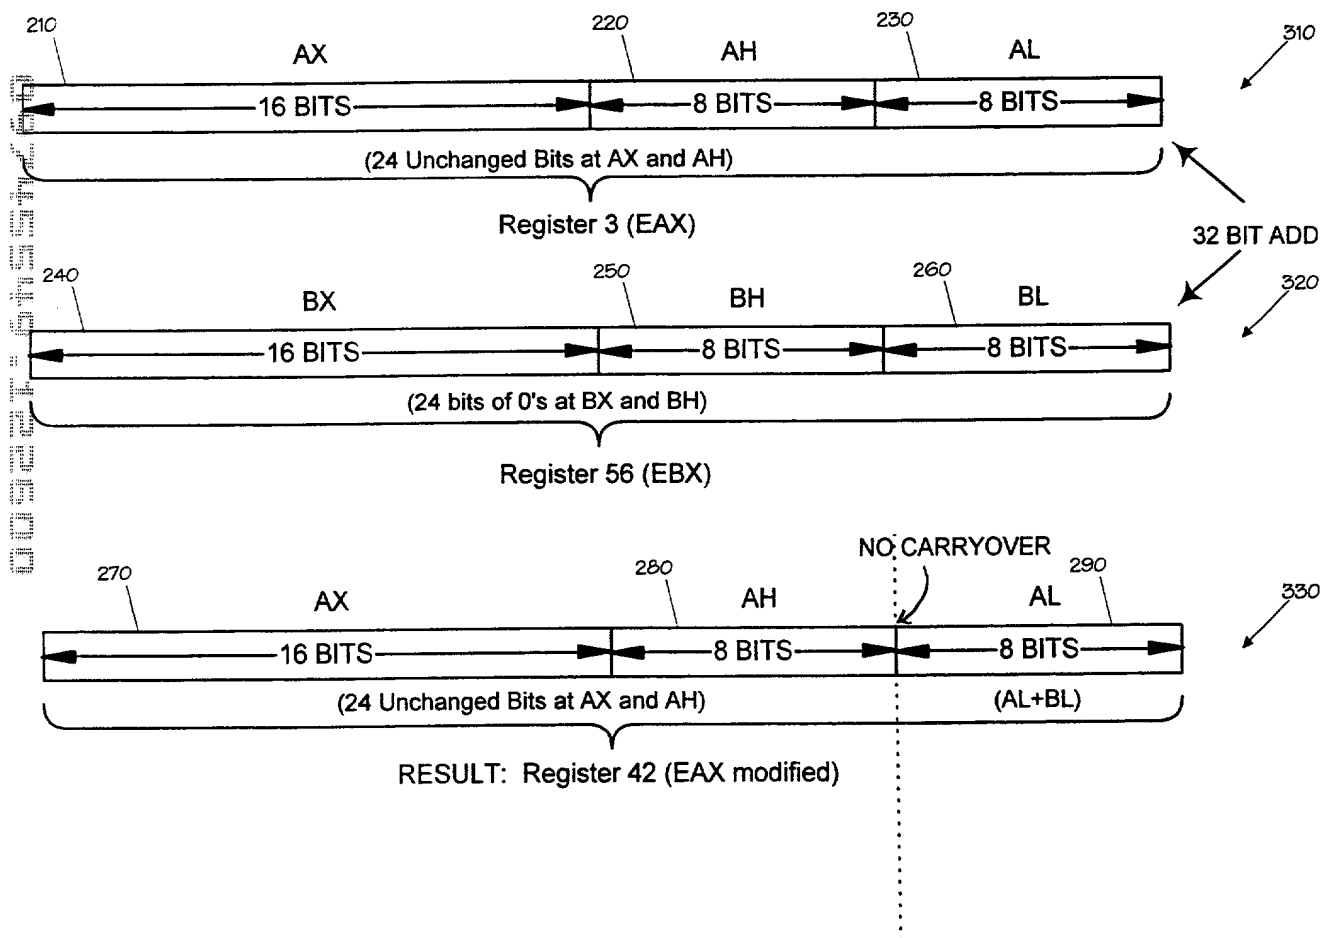 210
220
230
310
AX
AH
AL
16 BITS
8 BITS
8 BITS
(24 Unchanged Bits at AX and AH)
Register 3 (EAX)
32 BIT ADD
240
250
260
320
BX
BH
BL
16 BITS
8 BITS
8 BITS
(24 bits of 0's at BX and BH)
Register 56 (EBX)
NO CARRYOVER
270
280
290
330
AX
AH
AL
16 BITS
8 BITS
8 BITS
(24 Unchanged Bits at AX and AH)
(AL+BL)
RESULT: Register 42 (EAX modified)